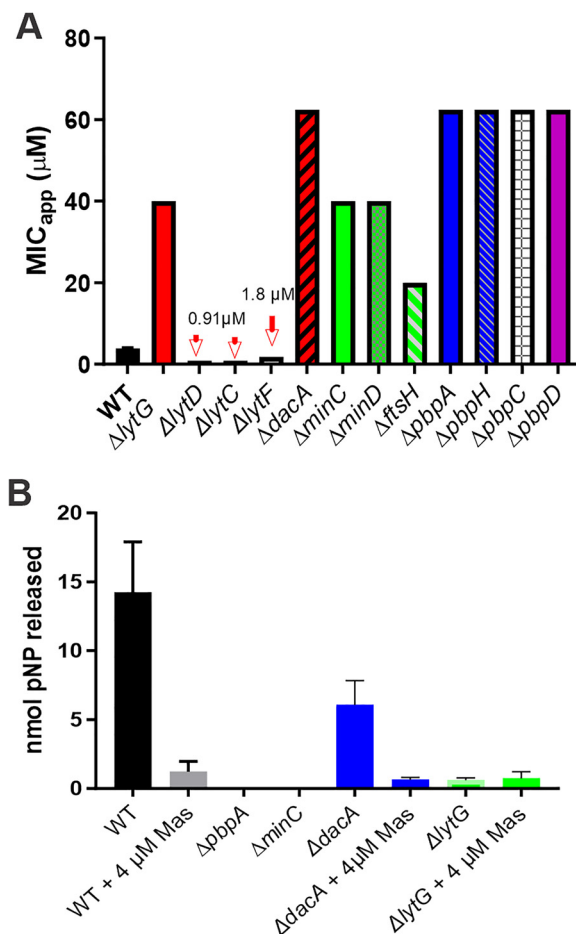 A
MICapp (µM)
80
60
40
20
0
0.91µM
1.8 µM
WT
ΔlytG
ΔlytD
ΔlytC
ΔlytF
ΔdacA
ΔminC
ΔminD
ΔftsH
ΔpbpA
ΔpbpH
ΔpbpC
ΔpbpD
B
nmol pNP released
20
15
10
5
0
WT
WT + 4 µM Mas
ΔpbpA
ΔminC
ΔdacA
ΔdacA + 4µM Mas
ΔlytG
ΔlytG + 4 µM Mas